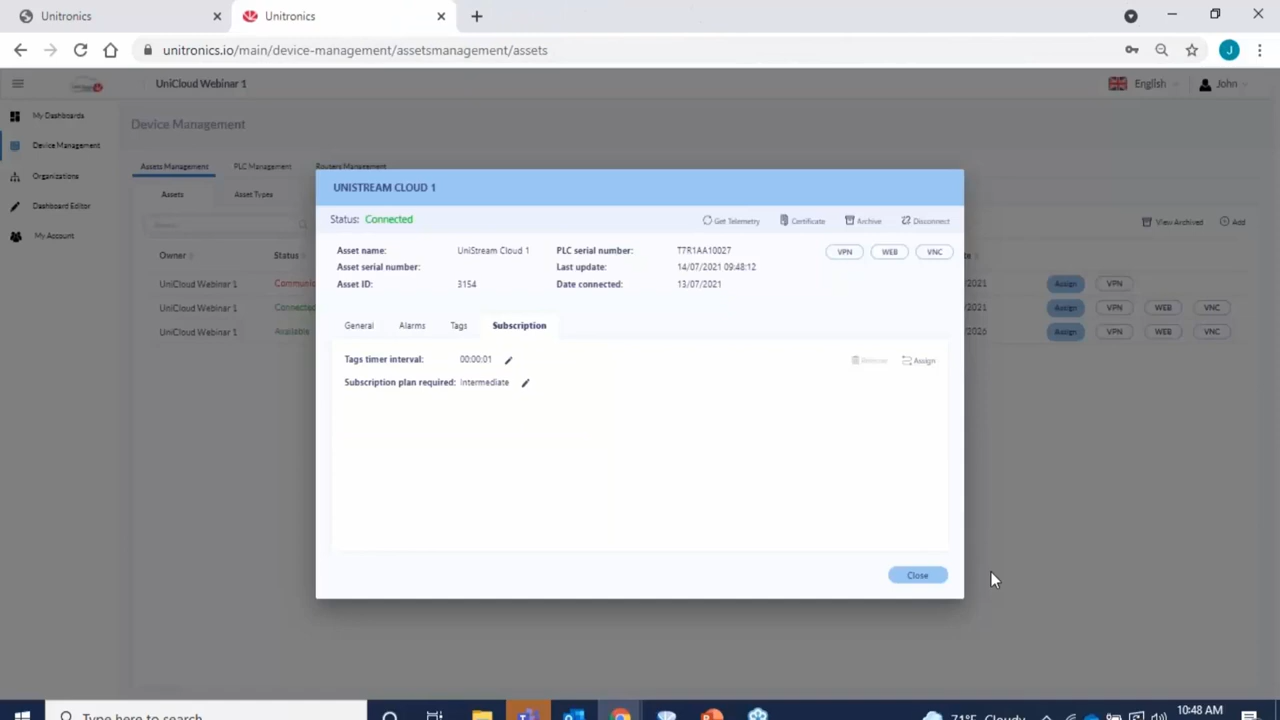 Unitronics
Unitronics
unitronics.io/main/device-management/assetsmanagement/assets
UniCloud Webinar 1
English
John
My Dashboards
Device Management
Organizations
Dashboard Editor
My Account
Device Management
Assets Management PLC Management Routers Management
Assets Asset Types
Search...
View Archived Add
Owner Status
UniCloud Webinar 1 /2021 Assign VPN
UniCloud Webinar 1 Connected /2021 Assign VPN WEB VNC
UniCloud Webinar 1 Available /2026 Assign VPN WEB VNC
UNISTREAM CLOUD 1
Status: Connected
Get Telemetry Certificate Archive Disconnect
Asset name: UniStream Cloud 1 PLC serial number: T7R1AA10027 VPN WEB VNC
Asset serial number: Last update: 14/07/2021 09:48:12
Asset ID: 3154 Date connected: 13/07/2021
General Alarms Tags Subscription
Tags timer interval: 00:00:01 Assign
Subscription plan required: Intermediate
Close
Type here to search
71°F Cloudy
10:48 AM